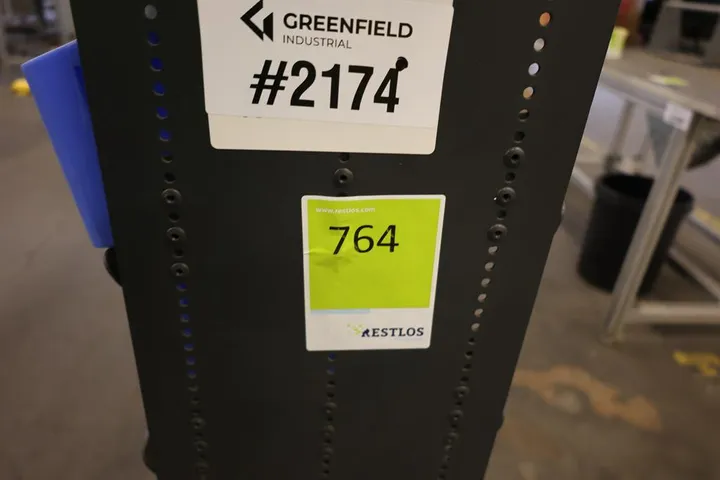 GREENFIELD
INDUSTRIAL
#2174
www.restlos.com
764
RESTLOS